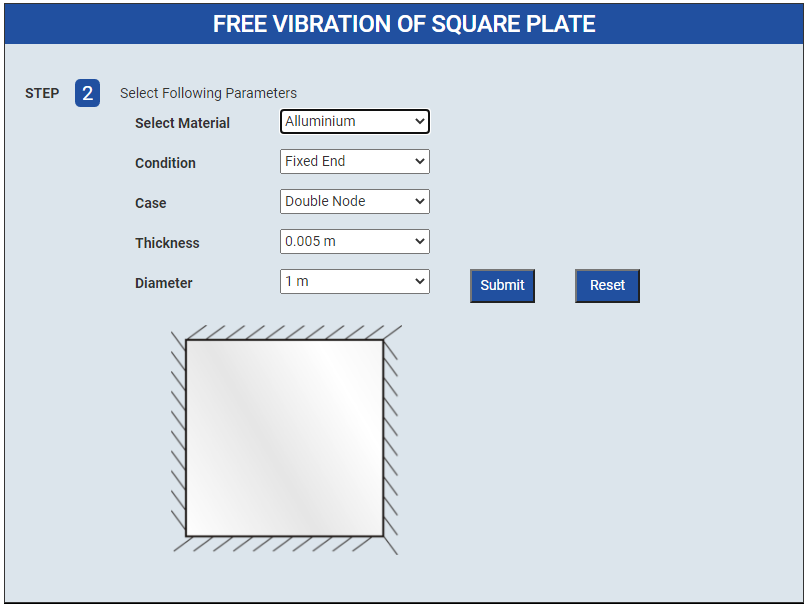 FREE VIBRATION OF SQUARE PLATE
STEP 2 Select Following Parameters
Select Material Alluminium
Condition Fixed End
Case Double Node
Thickness 0.005 m
Diameter 1 m Submit Reset